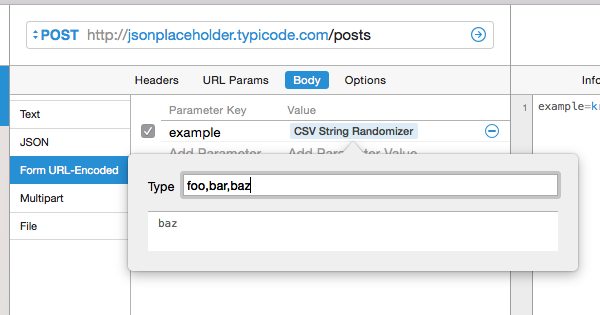 POST http://jsonplaceholder.typicode.com/posts
Headers URL Params Body Options Info
Parameter Key Value
Text
example CSV String Randomizer
1 example=k
JSON
Add Parameter Add Parameter Value
Form URL-Encoded
Type foo,bar,baz
Multipart
baz
File